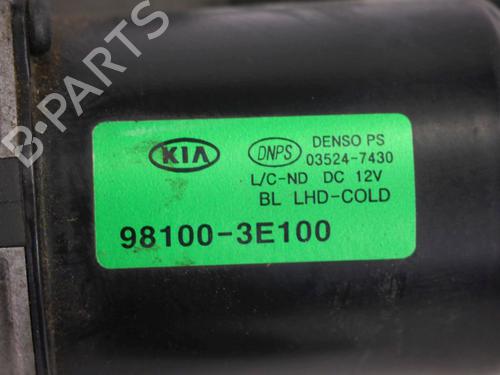 B-PARTS
KIA
DNPS
DENSO PS
03524-7430
L/C-ND DC 12V
BL LHD-COLD
98100-3E100